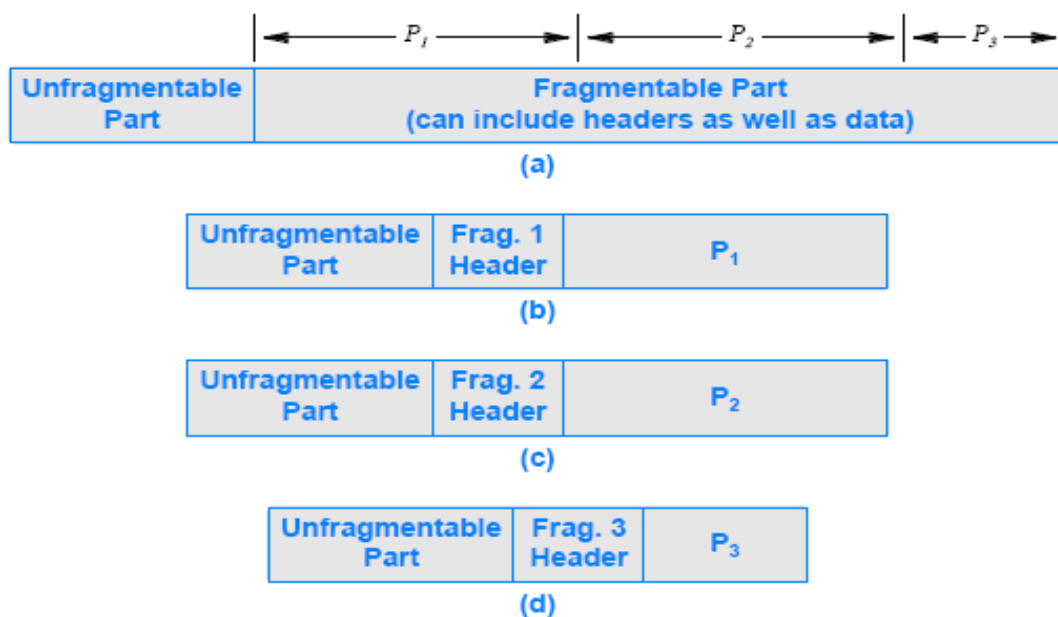 P₁ P₂ P₃
Unfragmentable Part
Fragmentable Part
(can include headers as well as data)
(a)
Unfragmentable Part
Frag. 1 Header
P₁
(b)
Unfragmentable Part
Frag. 2 Header
P₂
(c)
Unfragmentable Part
Frag. 3 Header
P₃
(d)